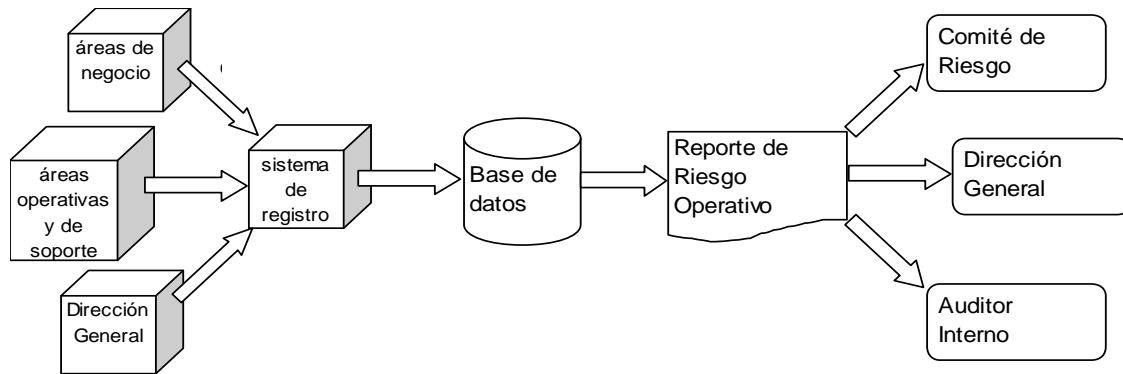 áreas de
negocio
áreas
operativas
y de
soporte
Dirección
General
sistema
de
registro
Base de
datos
Reporte de
Riesgo
Operativo
Comité de
Riesgo
Dirección
General
Auditor
Interno